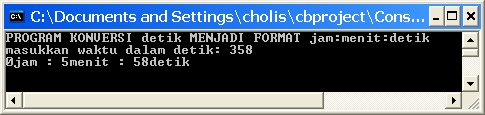 C:\Documents and Settings\cholis\cbproject\Cons...
PROGRAM KONVERSI detik MENJADI FORMAT jam:menit:detik
masukkan waktu dalam detik: 358
0jam : 5menit : 58detik